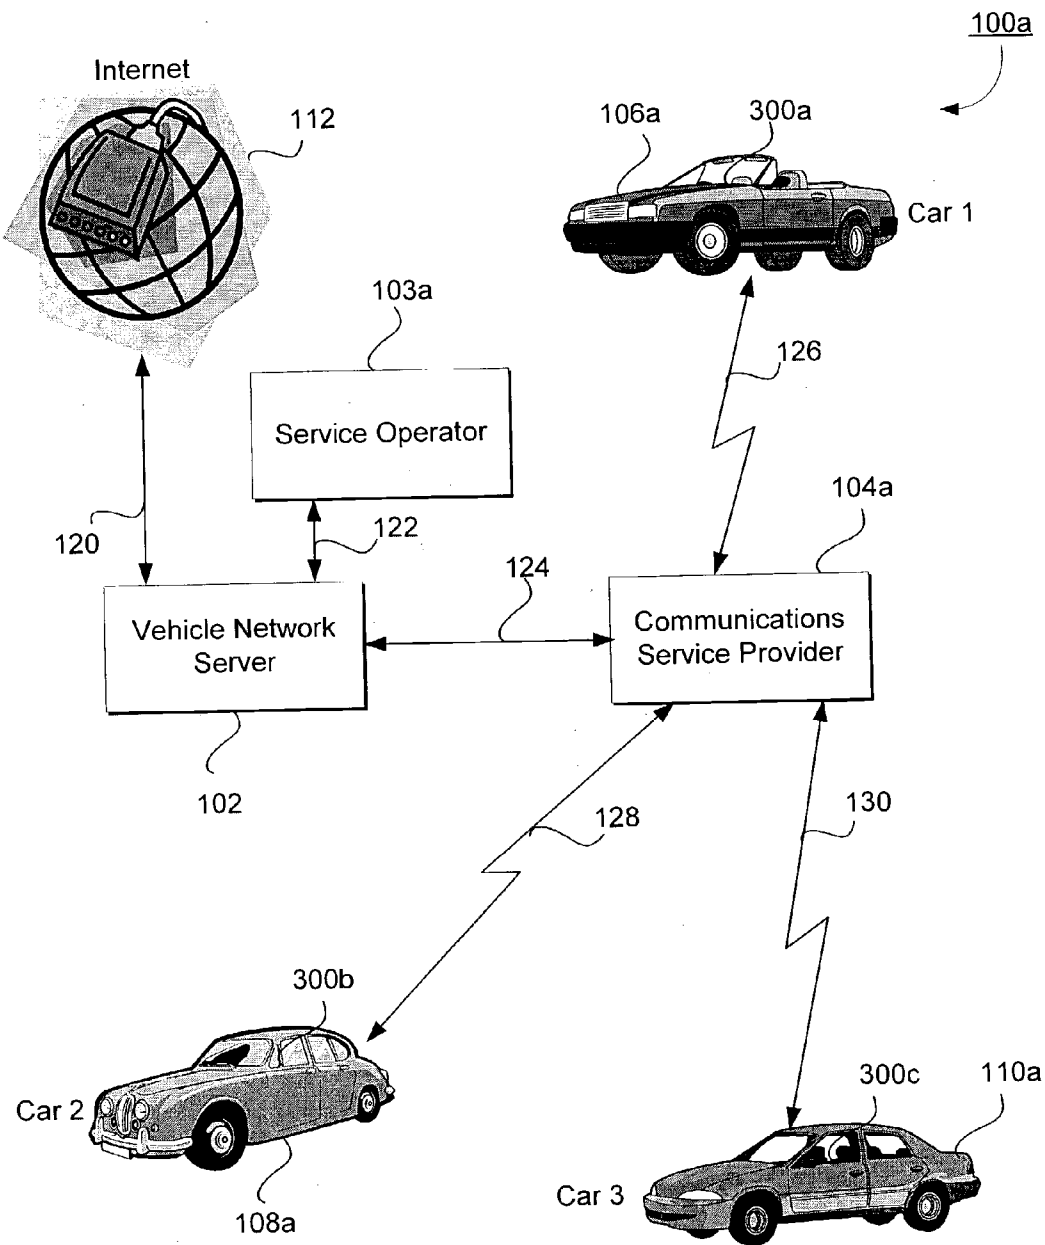 100a
Internet
112
106a
300a
Car 1
103a
126
Service Operator
104a
120
122
124
Vehicle Network
Server
Communications
Service Provider
102
128
130
300b
Car 2
108a
300c
110a
Car 3